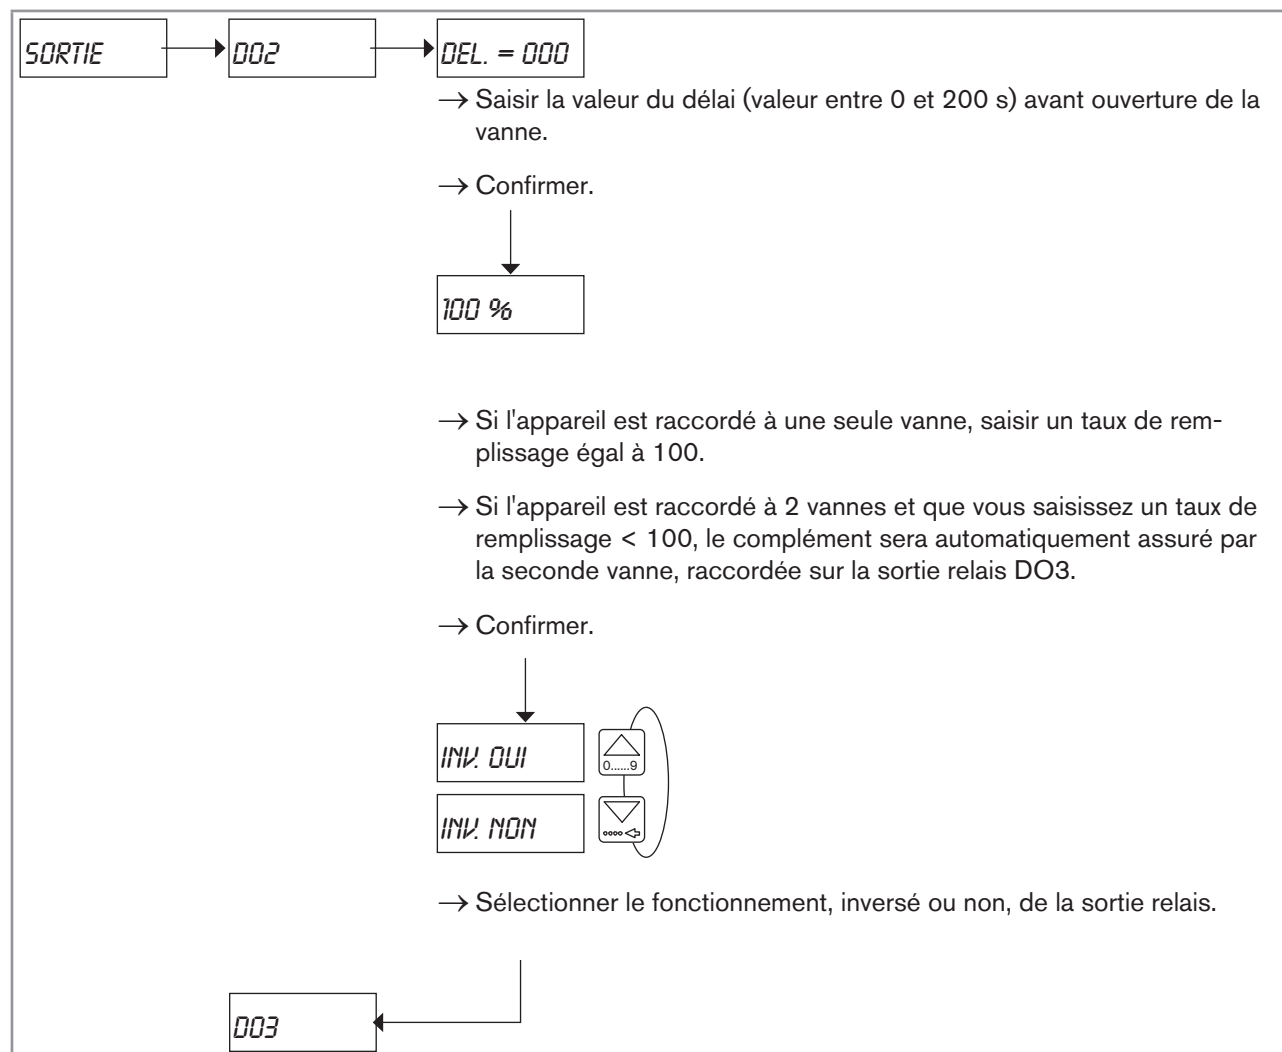 SORTIE
DO2
DEL. = 000
→ Saisir la valeur du délai (valeur entre 0 et 200 s) avant ouverture de la
vanne.
→ Confirmer.
100 %
→ Si l'appareil est raccordé à une seule vanne, saisir un taux de rem-
plissage égal à 100.
→ Si l'appareil est raccordé à 2 vannes et que vous saisissez un taux de
remplissage < 100, le complément sera automatiquement assuré par
la seconde vanne, raccordée sur la sortie relais DO3.
→ Confirmer.
INV. OUI
0......9
INV. NON
→ Sélectionner le fonctionnement, inversé ou non, de la sortie relais.
DO3